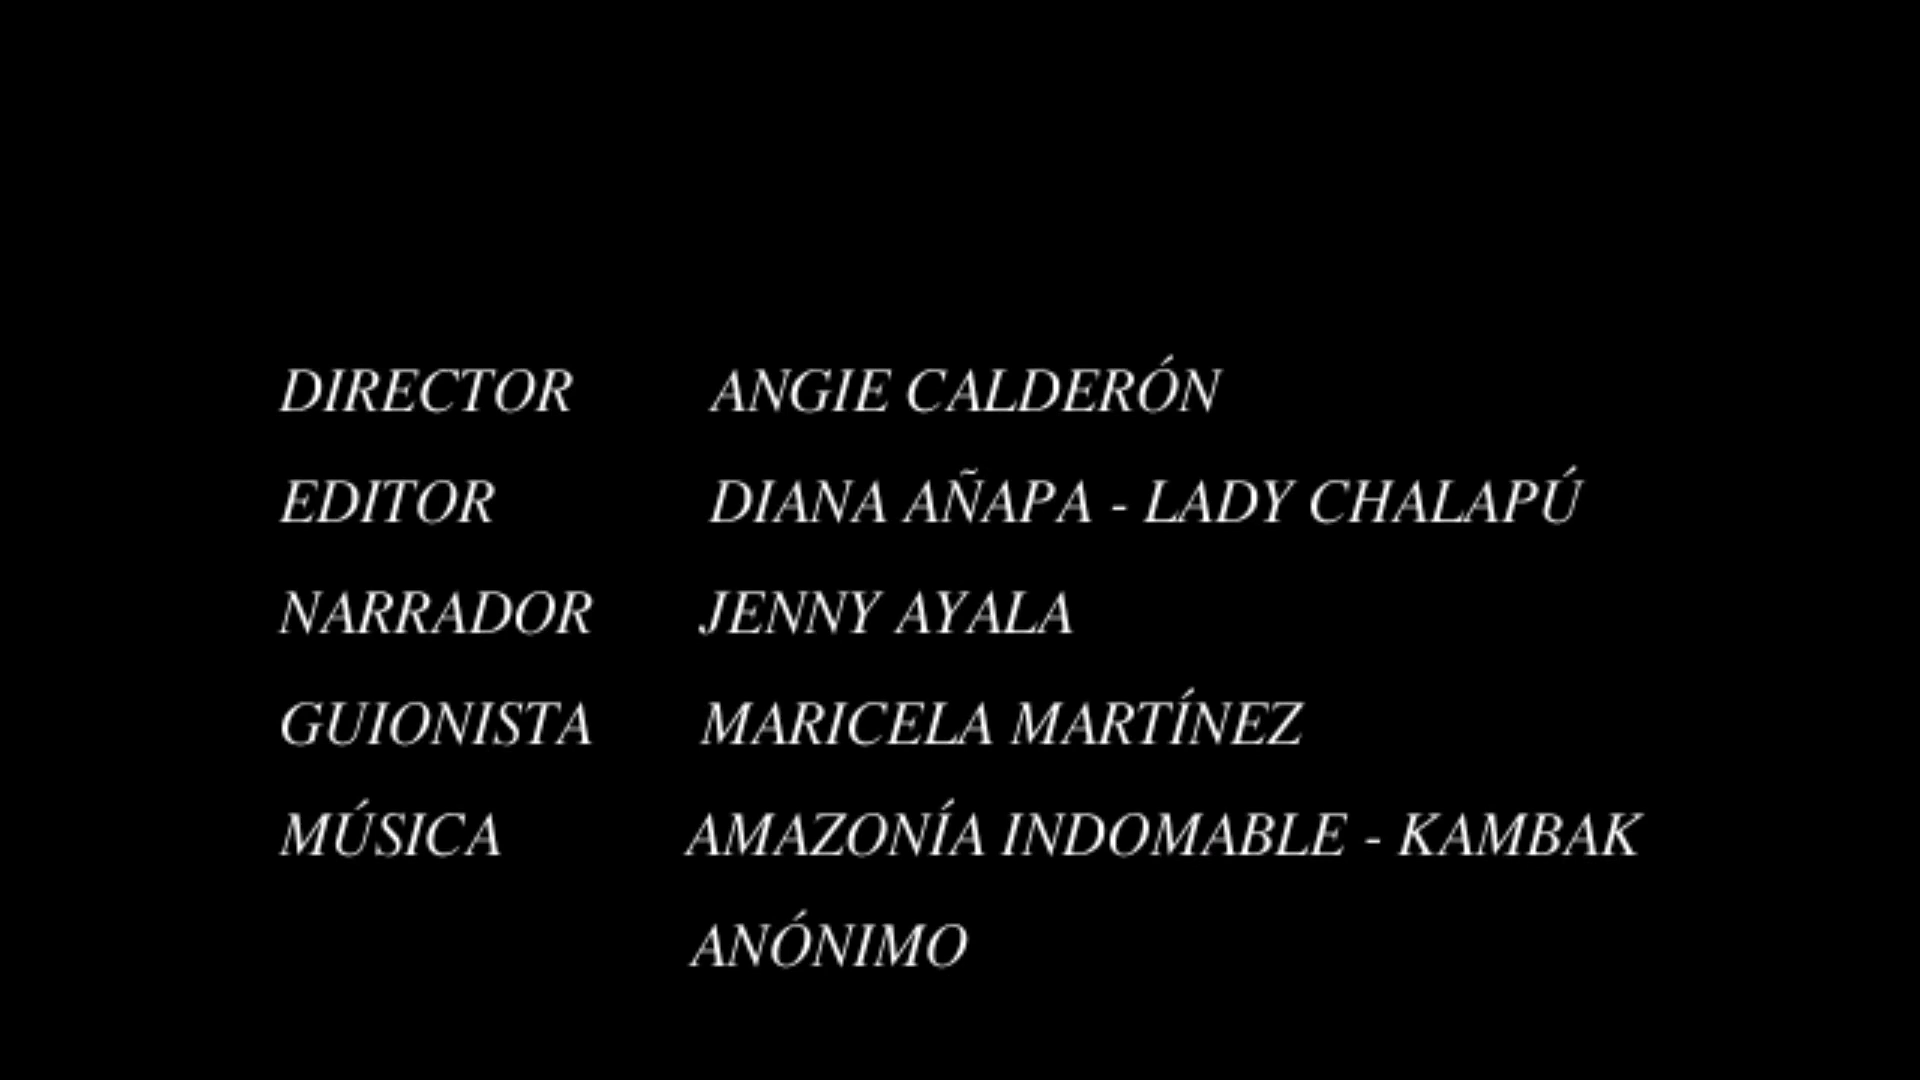 DIRECTOR ANGIE CALDERÓN
EDITOR DIANA AÑAPA - LADY CHALAPÚ
NARRADOR JENNY AYALA
GUIONISTA MARICELA MARTÍNEZ
MÚSICA AMAZONÍA INDOMABLE - KAMBAK
ANÓNIMO